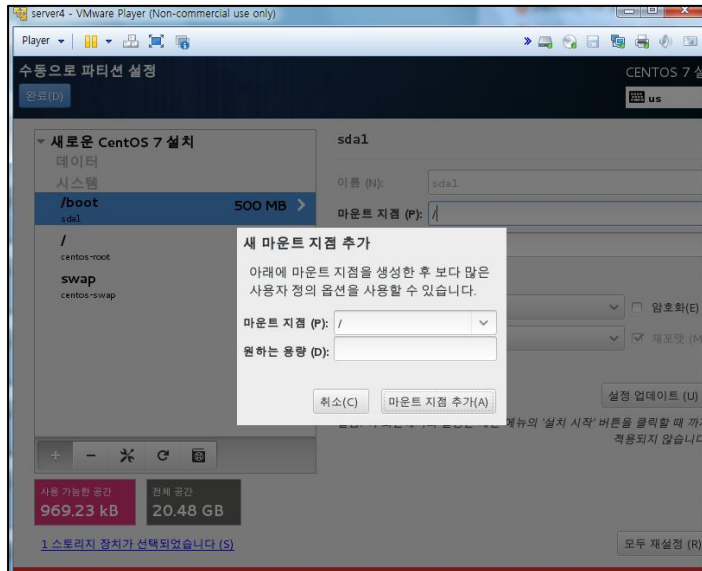 server4 - VMware Player (Non-commercial use only)
Player
수동으로 파티션 설정
CENTOS 7 설
완료(D)
us
새로운 CentOS 7 설치
데이터
시스템
/boot
500 MB
sda1
/
centos-root
swap
centos-swap
sda1
이름 (N):
sda1
마운트 지점 (P):
/
암호화(E)
재포맷 (M
설정 업데이트 (U)
메뉴의 '설치 시작' 버튼을 클릭할 때 까지
적용되지 않습니다
새 마운트 지점 추가
아래에 마운트 지점을 생성한 후 보다 많은
사용자 정의 옵션을 사용할 수 있습니다.
마운트 지점 (P):
/
원하는 용량 (D):
취소(C)
마운트 지점 추가(A)
사용 가능한 공간
969.23 kB
전체 공간
20.48 GB
1 스토리지 장치가 선택되었습니다 (S)
모두 재설정 (R)